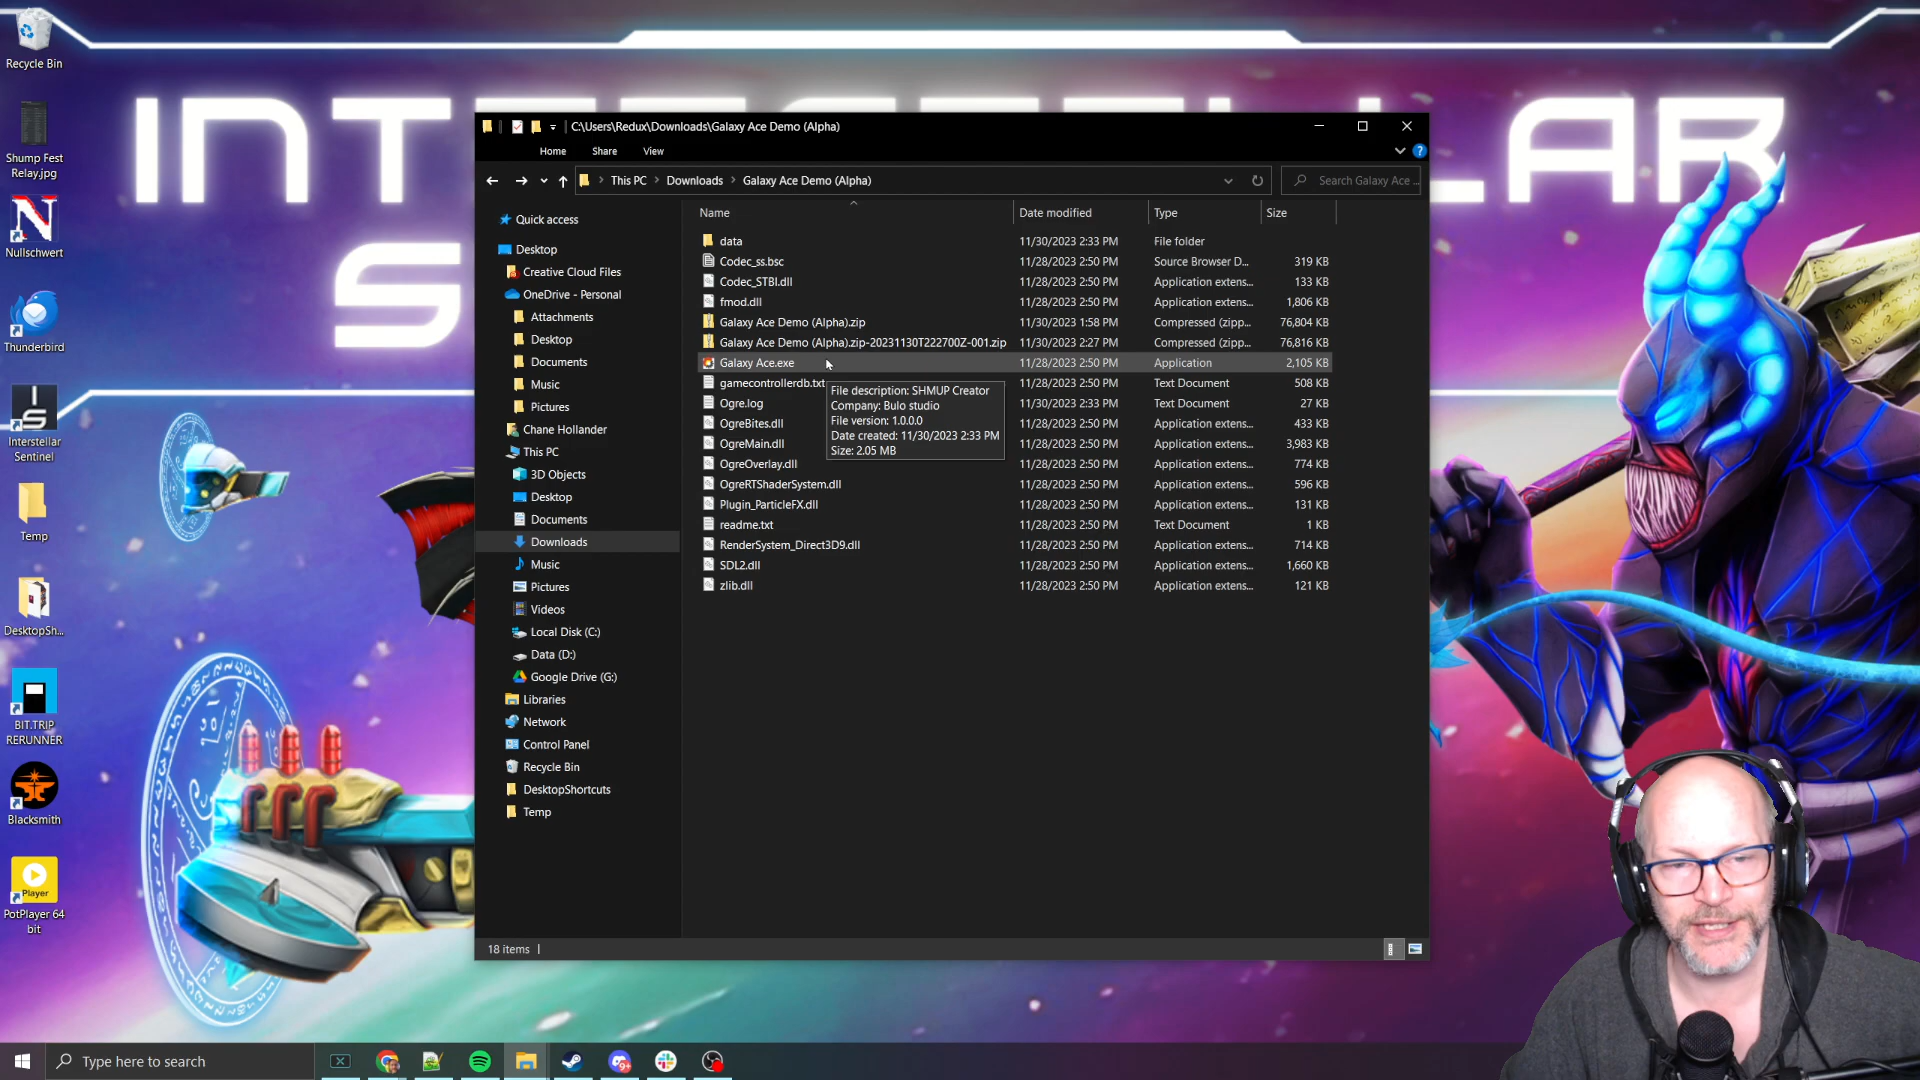 INTERSTELLAR
S
Recycle Bin
Shump Fest
Relay.jpg
Nullschwert
Thunderbird
Interstellar
Sentinel
Temp
DesktopSh...
BIT.TRIP
RERUNNER
Blacksmith
Player
PotPlayer 64
bit
C:\Users\Redux\Downloads\Galaxy Ace Demo (Alpha)
Home Share View
This PC > Downloads > Galaxy Ace Demo (Alpha)
Search Galaxy Ace ...
Quick access
Desktop
Creative Cloud Files
OneDrive - Personal
Attachments
Desktop
Documents
Music
Pictures
Chane Hollander
This PC
3D Objects
Desktop
Documents
Downloads
Music
Pictures
Videos
Local Disk (C:)
Data (D:)
Google Drive (G:)
Libraries
Network
Control Panel
Recycle Bin
DesktopShortcuts
Temp
Name Date modified Type Size
data 11/30/2023 2:33 PM File folder
Codec_ss.bsc 11/28/2023 2:50 PM Source Browser D... 319 KB
Codec_STBI.dll 11/28/2023 2:50 PM Application extens... 133 KB
fmod.dll 11/28/2023 2:50 PM Application extens... 1,806 KB
Galaxy Ace Demo (Alpha).zip 11/30/2023 1:58 PM Compressed (zipp... 76,804 KB
Galaxy Ace Demo (Alpha).zip-20231130T222700Z-001.zip 11/30/2023 2:27 PM Compressed (zipp... 76,816 KB
Galaxy Ace.exe 11/28/2023 2:50 PM Application 2,105 KB
gamecontrollerdb.txt 11/28/2023 2:50 PM Text Document 508 KB
Ogre.log 11/30/2023 2:33 PM Text Document 27 KB
OgreBites.dll 11/28/2023 2:50 PM Application extens... 433 KB
OgreMain.dll 11/28/2023 2:50 PM Application extens... 3,983 KB
OgreOverlay.dll 11/28/2023 2:50 PM Application extens... 774 KB
OgreRTShaderSystem.dll 11/28/2023 2:50 PM Application extens... 596 KB
Plugin_ParticleFX.dll 11/28/2023 2:50 PM Application extens... 131 KB
readme.txt 11/28/2023 2:50 PM Text Document 1 KB
RenderSystem_Direct3D9.dll 11/28/2023 2:50 PM Application extens... 714 KB
SDL2.dll 11/28/2023 2:50 PM Application extens... 1,660 KB
zlib.dll 11/28/2023 2:50 PM Application extens... 121 KB
File description: SHMUP Creator
Company: Bulo studio
File version: 1.0.0.0
Date created: 11/30/2023 2:33 PM
Size: 2.05 MB
18 items
Type here to search